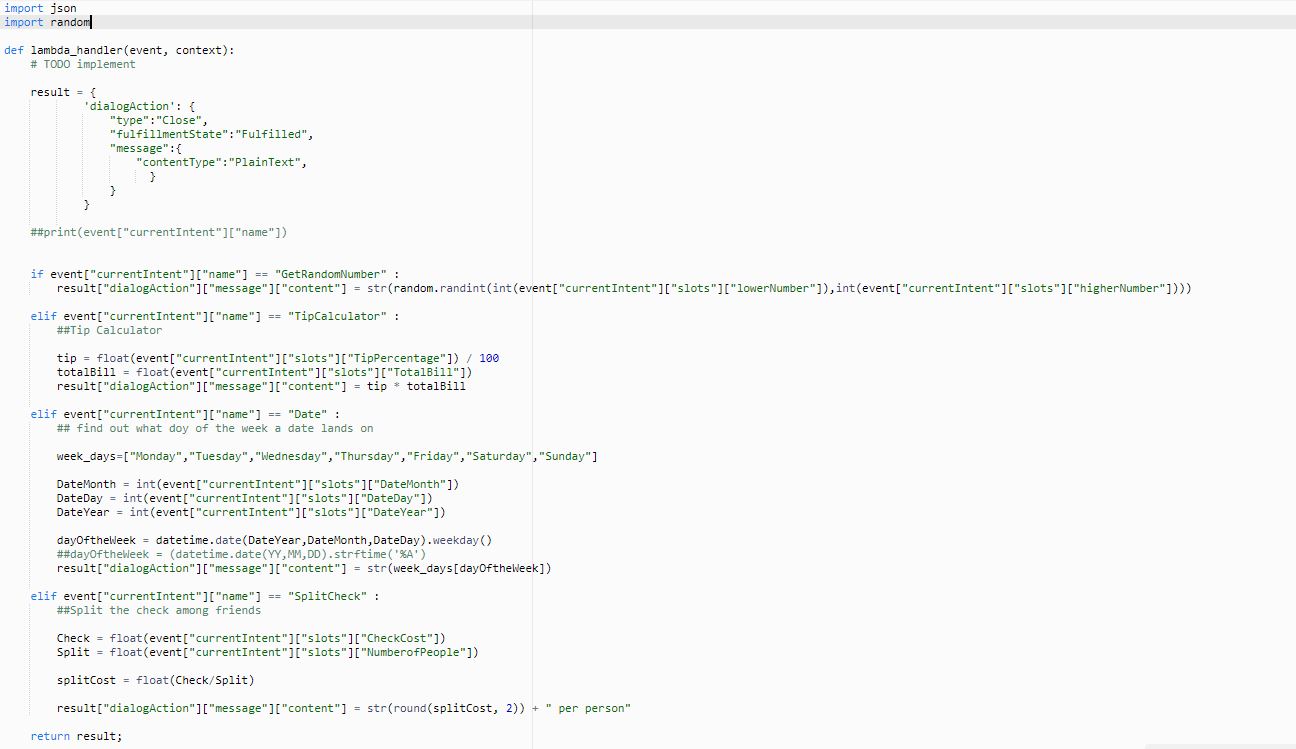 import json
import random
def lambda_handler(event, context):
# TODO implement
result = {
'dialogAction': {
"type":"Close",
"fulfillmentState":"Fulfilled",
"message":{
"contentType":"PlainText",
}
}
}
##print(event["currentIntent"]["name"])
if event["currentIntent"]["name"] == "GetRandomNumber" :
result["dialogAction"]["message"]["content"] = str(random.randint(int(event["currentIntent"]["slots"]["lowerNumber"]),int(event["currentIntent"]["slots"]["higherNumber"])))
elif event["currentIntent"]["name"] == "TipCalculator" :
##Tip Calculator
tip = float(event["currentIntent"]["slots"]["TipPercentage"]) / 100
totalBill = float(event["currentIntent"]["slots"]["TotalBill"])
result["dialogAction"]["message"]["content"] = tip * totalBill
elif event["currentIntent"]["name"] == "Date" :
## find out what doy of the week a date lands on
week_days=["Monday","Tuesday","Wednesday","Thursday","Friday","Saturday","Sunday"]
DateMonth = int(event["currentIntent"]["slots"]["DateMonth"])
DateDay = int(event["currentIntent"]["slots"]["DateDay"])
DateYear = int(event["currentIntent"]["slots"]["DateYear"])
dayOftheWeek = datetime.date(DateYear,DateMonth,DateDay).weekday()
##dayOftheWeek = (datetime.date(YY,MM,DD).strftime('%A')
result["dialogAction"]["message"]["content"] = str(week_days[dayOftheWeek])
elif event["currentIntent"]["name"] == "SplitCheck" :
##Split the check among friends
Check = float(event["currentIntent"]["slots"]["CheckCost"])
Split = float(event["currentIntent"]["slots"]["NumberofPeople"])
splitCost = float(Check/Split)
result["dialogAction"]["message"]["content"] = str(round(splitCost, 2)) + " per person"
return result;